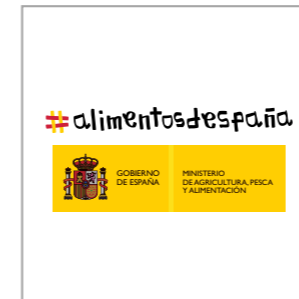 #alimentosdespaña
GOBIERNO
DE ESPAÑA
MINISTERIO
DE AGRICULTURA, PESCA
Y ALIMENTACIÓN